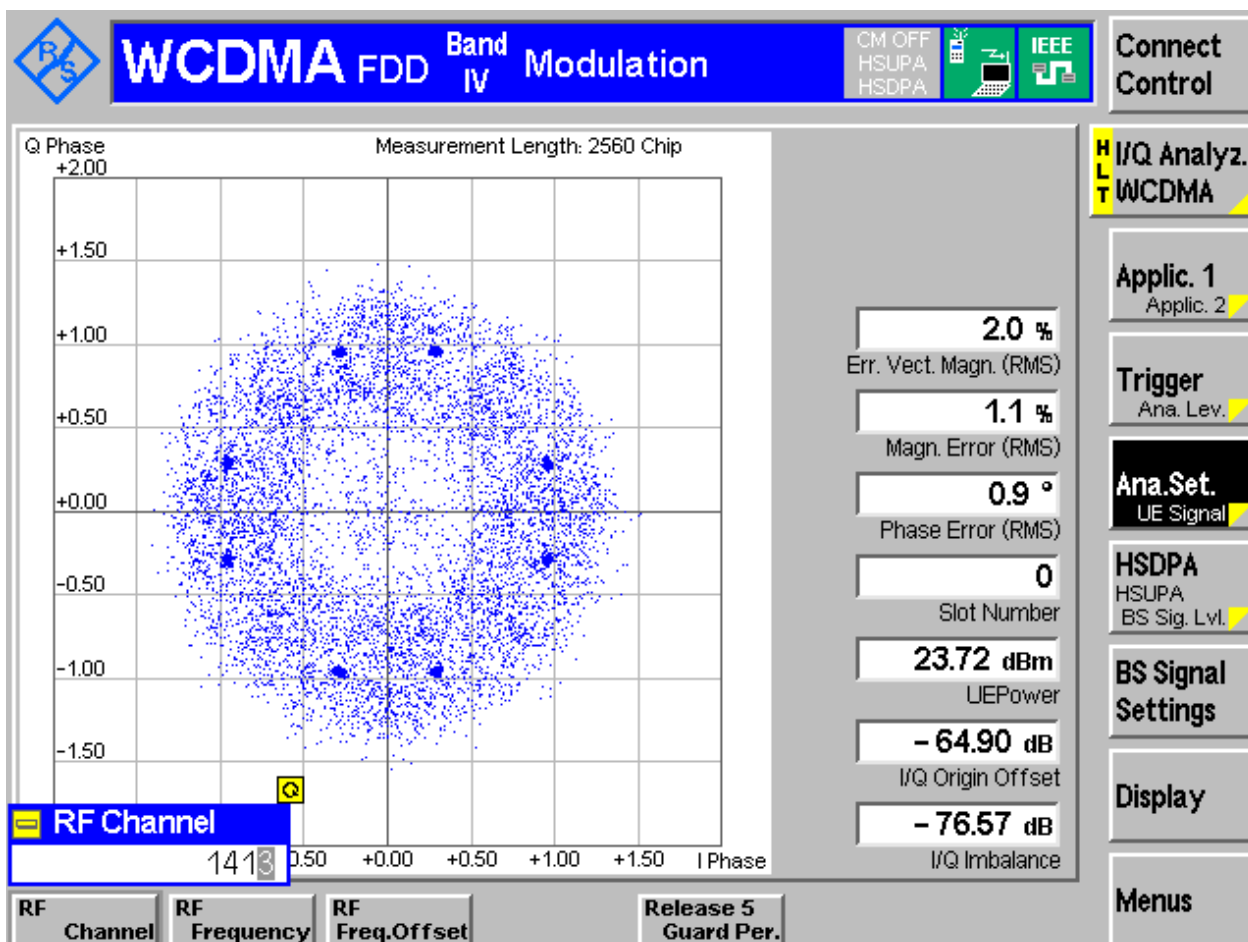 R/S
WCDMA FDD Band IV Modulation
CM OFF
HSUPA
HSDPA
IEEE
Connect
Control
Q Phase
Measurement Length: 2560 Chip
+2.00
+1.50
+1.00
+0.50
+0.00
-0.50
-1.00
-1.50
Q
RF Channel
1413
0.50 +0.00 +0.50 +1.00 +1.50 I Phase
2.0 %
Err. Vect. Magn. (RMS)
1.1 %
Magn. Error (RMS)
0.9 °
Phase Error (RMS)
0
Slot Number
23.72 dBm
UEPower
- 64.90 dB
I/Q Origin Offset
- 76.57 dB
I/Q Imbalance
HLT
I/Q Analyz.
WCDMA
Applic. 1
Applic. 2
Trigger
Ana. Lev.
Ana.Set.
UE Signal
HSDPA
HSUPA
BS Sig. Lvl.
BS Signal
Settings
Display
Menus
RF
Channel
RF
Frequency
RF
Freq.Offset
Release 5
Guard Per.